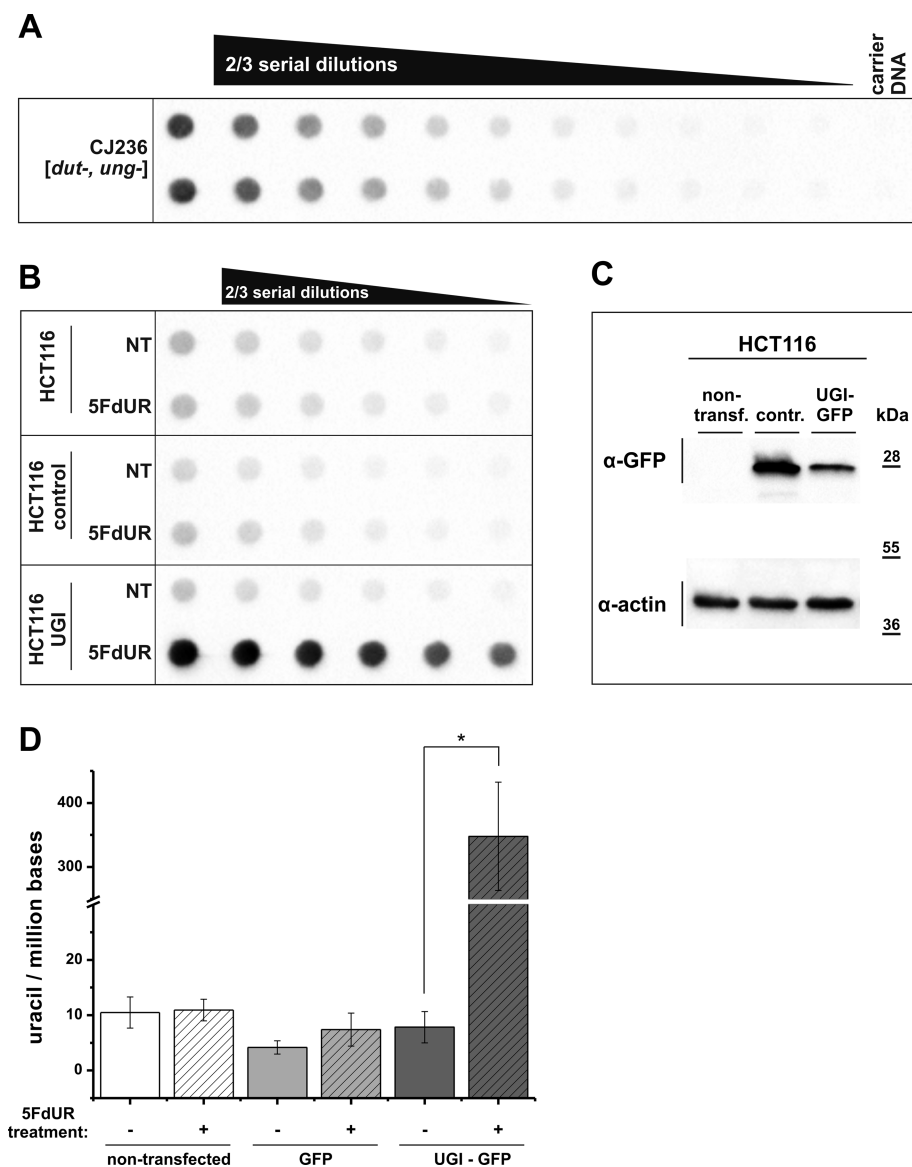 A
2/3 serial dilutions
carrier
DNA
CJ236
[dut-, ung-]
B
2/3 serial dilutions
HCT116
NT
5FdUR
HCT116
control
NT
5FdUR
HCT116
UGI
NT
5FdUR
C
HCT116
non-
transf.
contr.
UGI-
GFP
kDa
α-GFP
28
55
α-actin
36
D
*
uracil / million bases
400
300
20
10
0
5FdUR
treatment:
- + - + - +
non-transfected GFP UGI - GFP